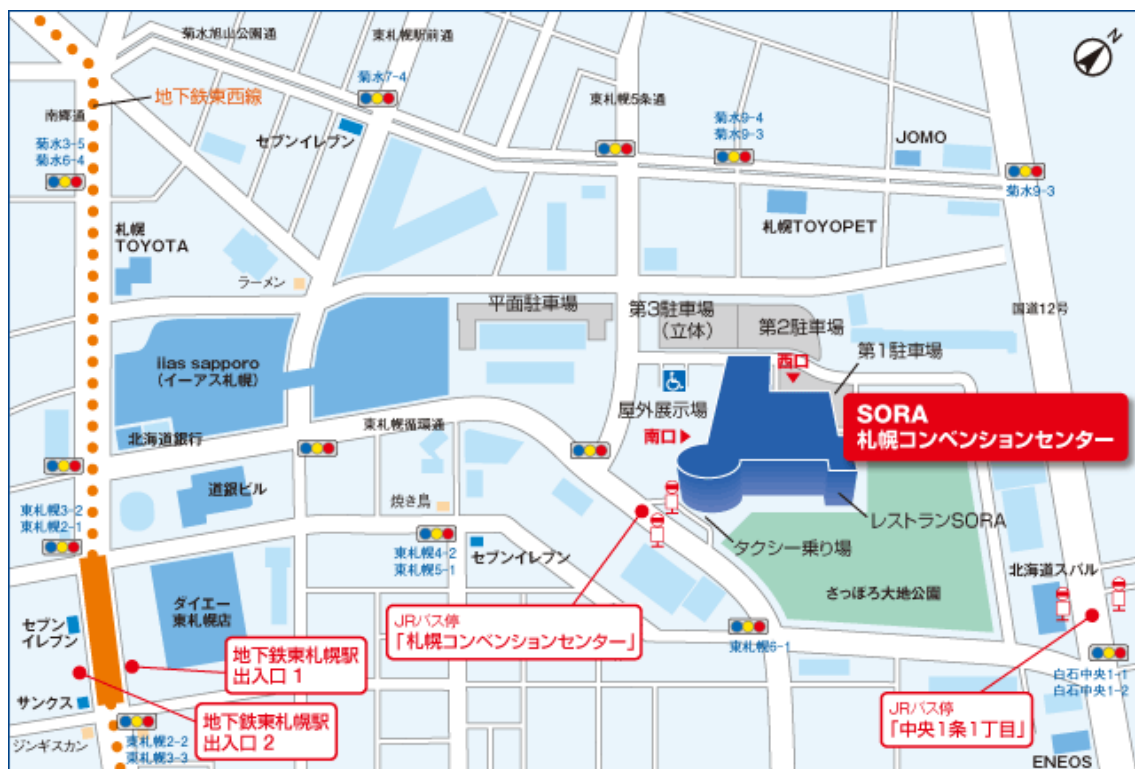 菊水旭山公園通
東札幌駅前通
N
菊水7-4
地下鉄東西線
東札幌5条通
南郷通
菊水3-5
菊水6-4
セブンイレブン
菊水9-4
菊水9-3
JOMO
菊水9-3
札幌
TOYOTA
札幌TOYOPET
ラーメン
平面駐車場
第3駐車場
（立体）
第2駐車場
国道12号
第1駐車場
iias sapporo
（イーアス札幌）
西口
屋外展示場
SORA
札幌コンベンションセンター
南口
北海道銀行
東札幌循環通
道銀ビル
焼き鳥
東札幌3-2
東札幌2-1
レストランSORA
タクシー乗り場
東札幌4-2
東札幌5-1
セブンイレブン
北海道スバル
さっぽろ大地公園
ダイエー
東札幌店
セブン
イレブン
JRバス停
「札幌コンベンションセンター」
東札幌6-1
地下鉄東札幌駅
出入口 1
白石中央1-1
白石中央1-2
サンクス
地下鉄東札幌駅
出入口 2
JRバス停
「中央1条1丁目」
ジンギスカン
東札幌2-2
東札幌3-3
ENEOS